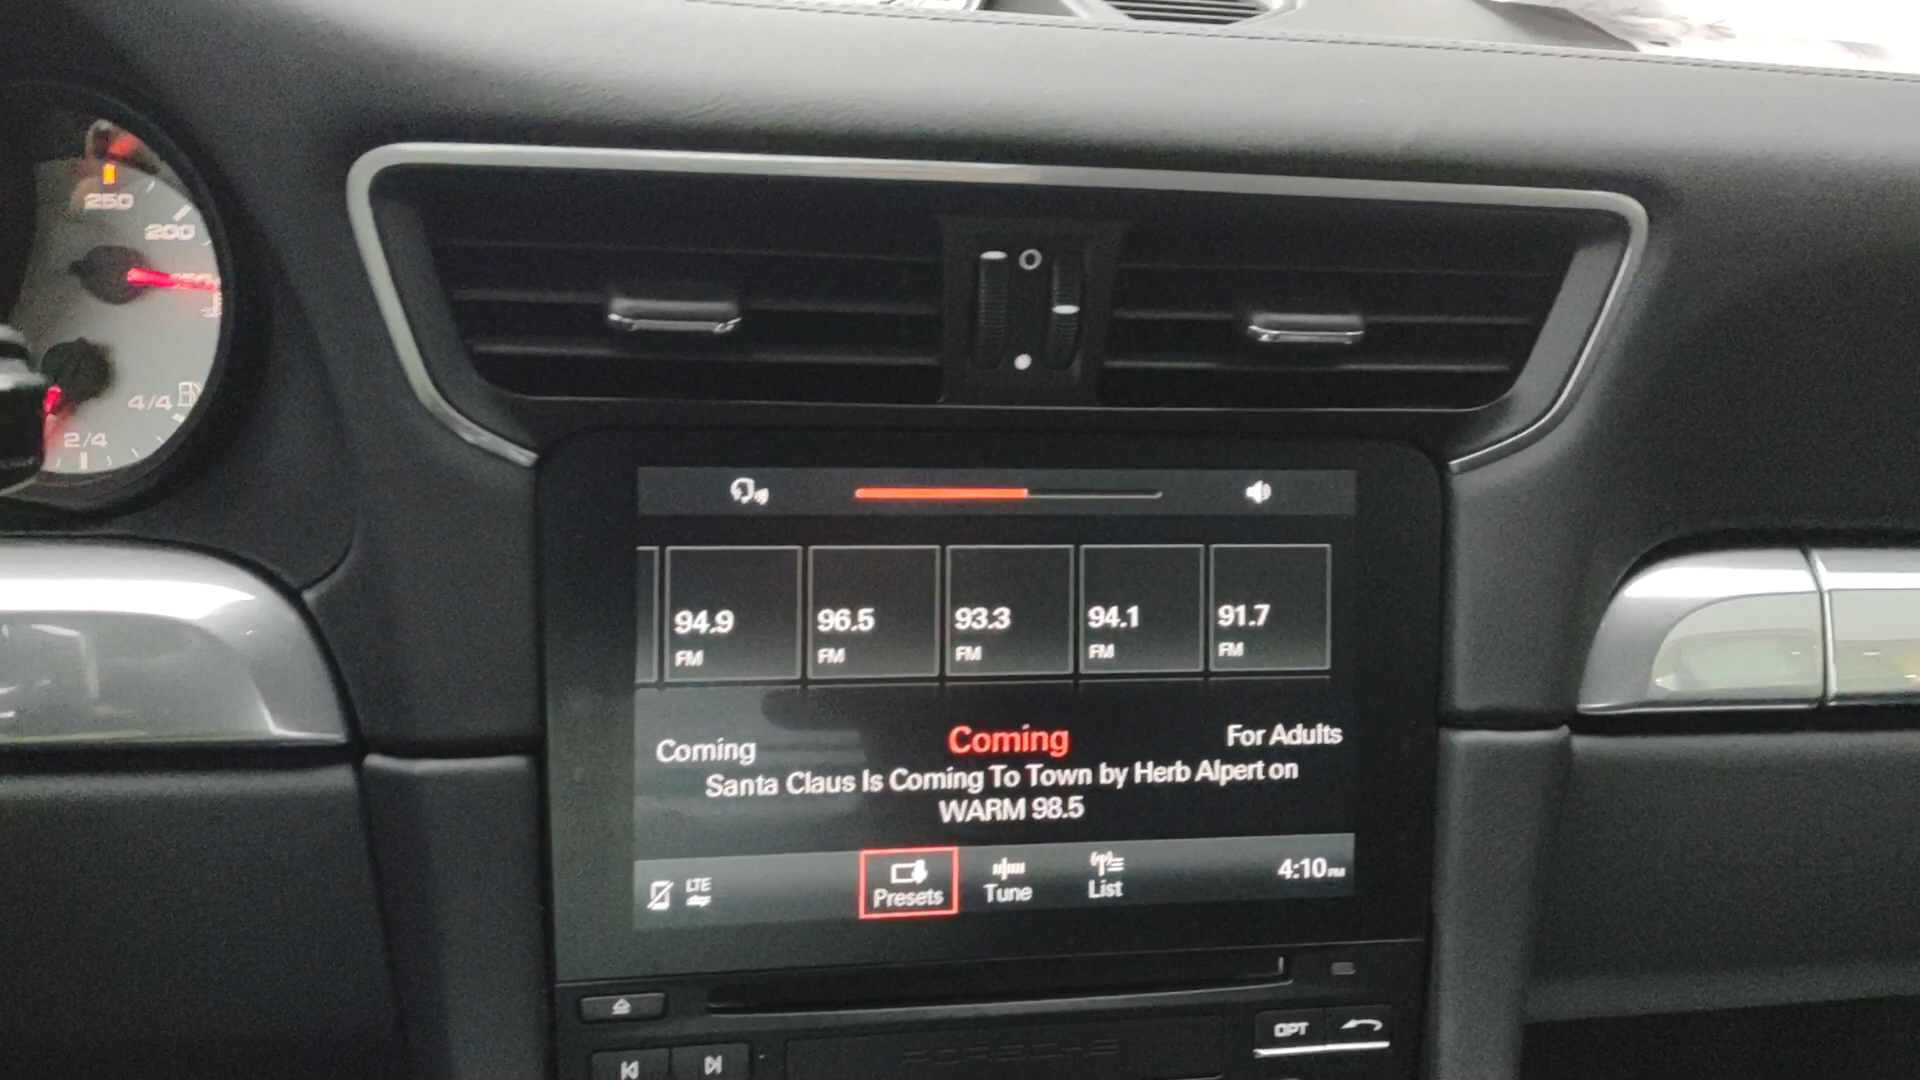 250
200
4/4
2/4
94.9
FM
96.5
FM
93.3
FM
94.1
FM
91.7
FM
Coming
Coming
For Adults
Santa Claus Is Coming To Town by Herb Alpert on
WARM 98.5
LTE
Presets
Tune
List
4:10PM
OPT
PORSCHE